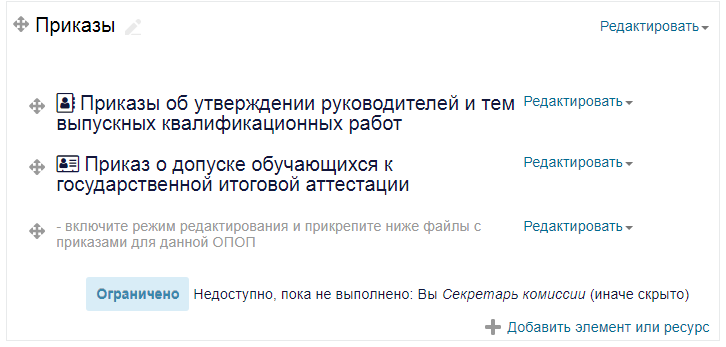 Приказы
Редактировать
Приказы об утверждении руководителей и тем
выпускных квалификационных работ
Редактировать
Приказ о допуске обучающихся к
государственной итоговой аттестации
Редактировать
- включите режим редактирования и прикрепите ниже файлы с
приказами для данной ОПОП
Редактировать
Ограничено Недоступно, пока не выполнено: Вы Секретарь комиссии (иначе скрыто)
Добавить элемент или ресурс